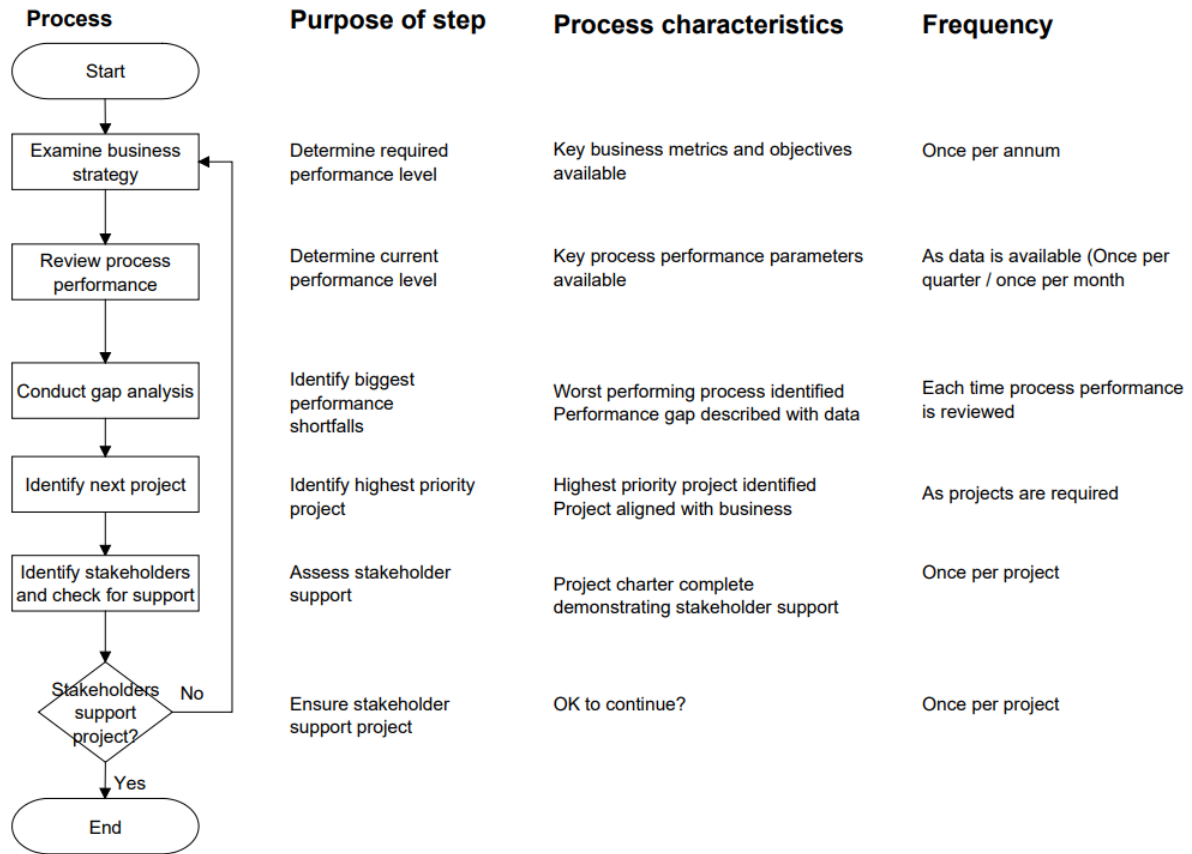 Process
Purpose of step
Process characteristics
Frequency
Start
Examine business
strategy
Determine required
performance level
Key business metrics and objectives
available
Once per annum
Review process
performance
Determine current
performance level
Key process performance parameters
available
As data is available (Once per
quarter / once per month
Conduct gap analysis
Identify biggest
performance
shortfalls
Worst performing process identified
Performance gap described with data
Each time process performance
is reviewed
Identify next project
Identify highest priority
project
Highest priority project identified
Project aligned with business
As projects are required
Identify stakeholders
and check for support
Assess stakeholder
support
Project charter complete
demonstrating stakeholder support
Once per project
Stakeholders
support
project?
No
Ensure stakeholder
support project
OK to continue?
Once per project
Yes
End